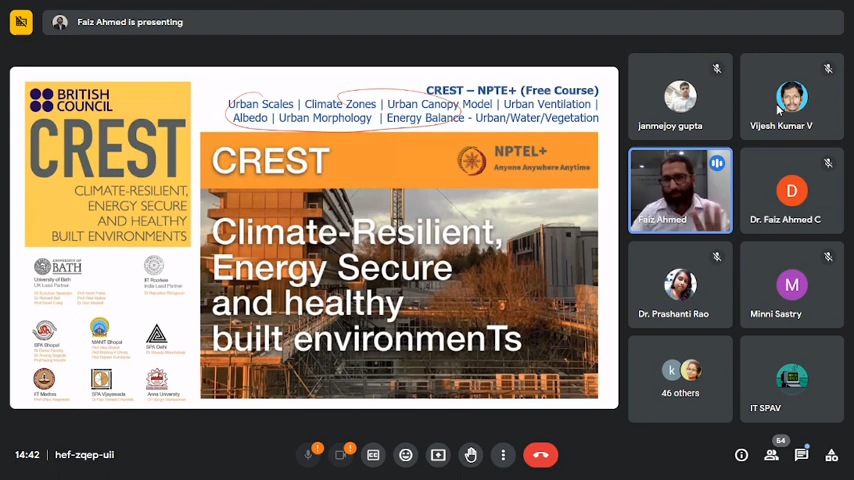 Faiz Ahmed is presenting
BRITISH
COUNCIL
CREST
CLIMATE-RESILIENT,
ENERGY SECURE
AND HEALTHY
BUILT ENVIRONMENTS
UNIVERSITY OF
BATH
University of Bath
UK Lead Partner
IIT Roorkee
India Lead Partner
SPA Bhopal
MANIT Bhopal
SPA Delhi
IIT Madras
SPA Vijayawada
Anna University
CREST – NPTE+ (Free Course)
Urban Scales | Climate Zones | Urban Canopy Model | Urban Ventilation |
Albedo | Urban Morphology | Energy Balance - Urban/Water/Vegetation
CREST
NPTEL+
Anyone Anywhere Anytime
Climate-Resilient,
Energy Secure
and healthy
built environmenTs
janmejoy gupta
Vijesh Kumar V
Faiz Ahmed
D
Dr. Faiz Ahmed C
Dr. Prashanti Rao
M
Minni Sastry
k
46 others
IT SPAV
14:42
hef-zqep-uii
54